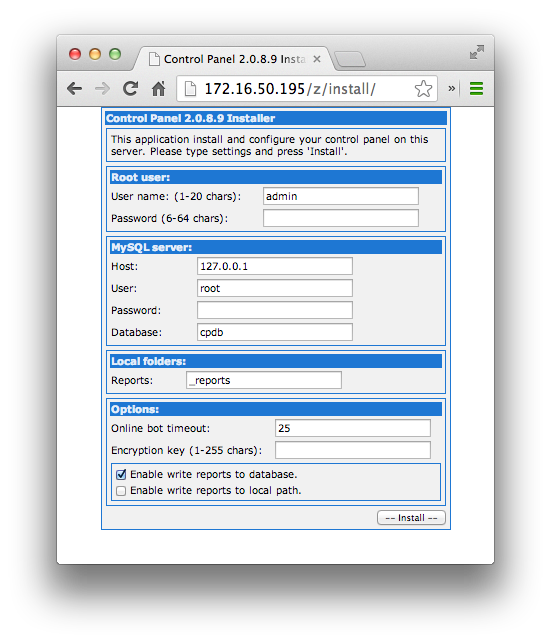 Control Panel 2.0.8.9 Insta
172.16.50.195/z/install/
Control Panel 2.0.8.9 Installer
This application install and configure your control panel on this
server. Please type settings and press 'Install'.
Root user:
User name: (1-20 chars): admin
Password (6-64 chars):
MySQL server:
Host: 127.0.0.1
User: root
Password:
Database: cpdb
Local folders:
Reports: _reports
Options:
Online bot timeout: 25
Encryption key (1-255 chars):
Enable write reports to database.
Enable write reports to local path.
-- Install --